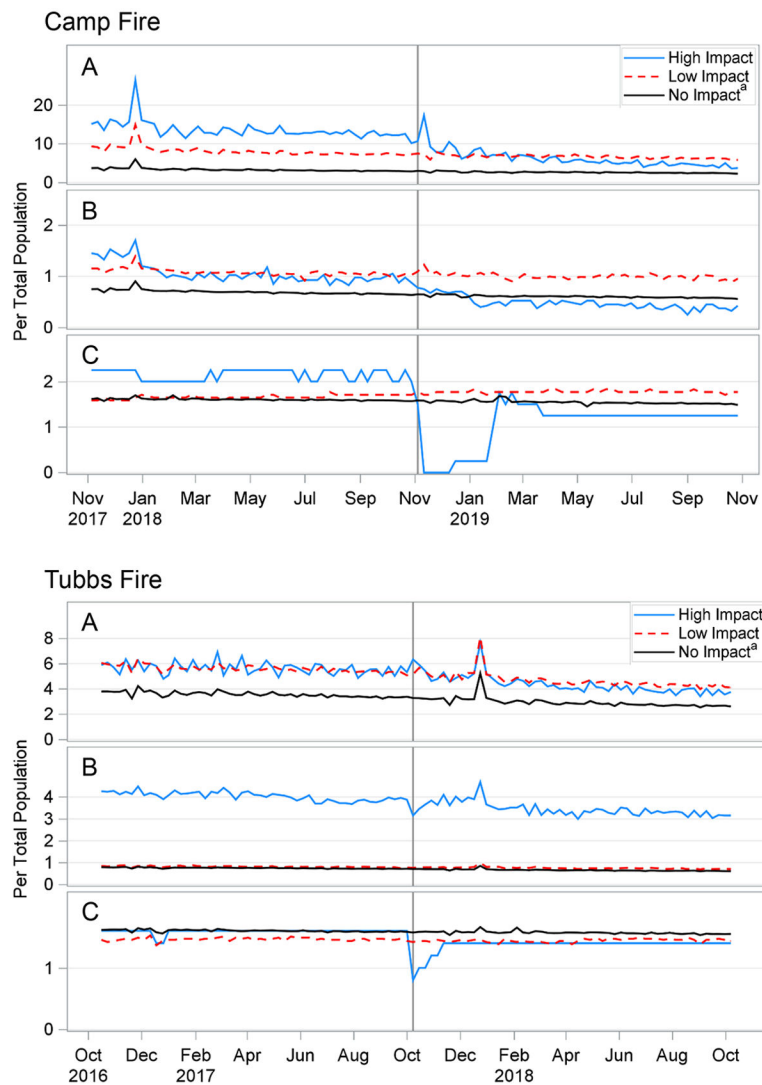 Camp Fire
A
High Impact
Low Impact
No Impactᵃ
20
10
0
B
2
1
0
Per Total Population
C
2
1
0
Nov Jan Mar May Jul Sep Nov Jan Mar May Jul Sep Nov
2017 2018 2019
Tubbs Fire
A
High Impact
Low Impact
No Impactᵃ
8
6
4
2
0
B
4
3
2
1
0
Per Total Population
C
1
0
Oct Dec Feb Apr Jun Aug Oct Dec Feb Apr Jun Aug Oct
2016 2017 2018